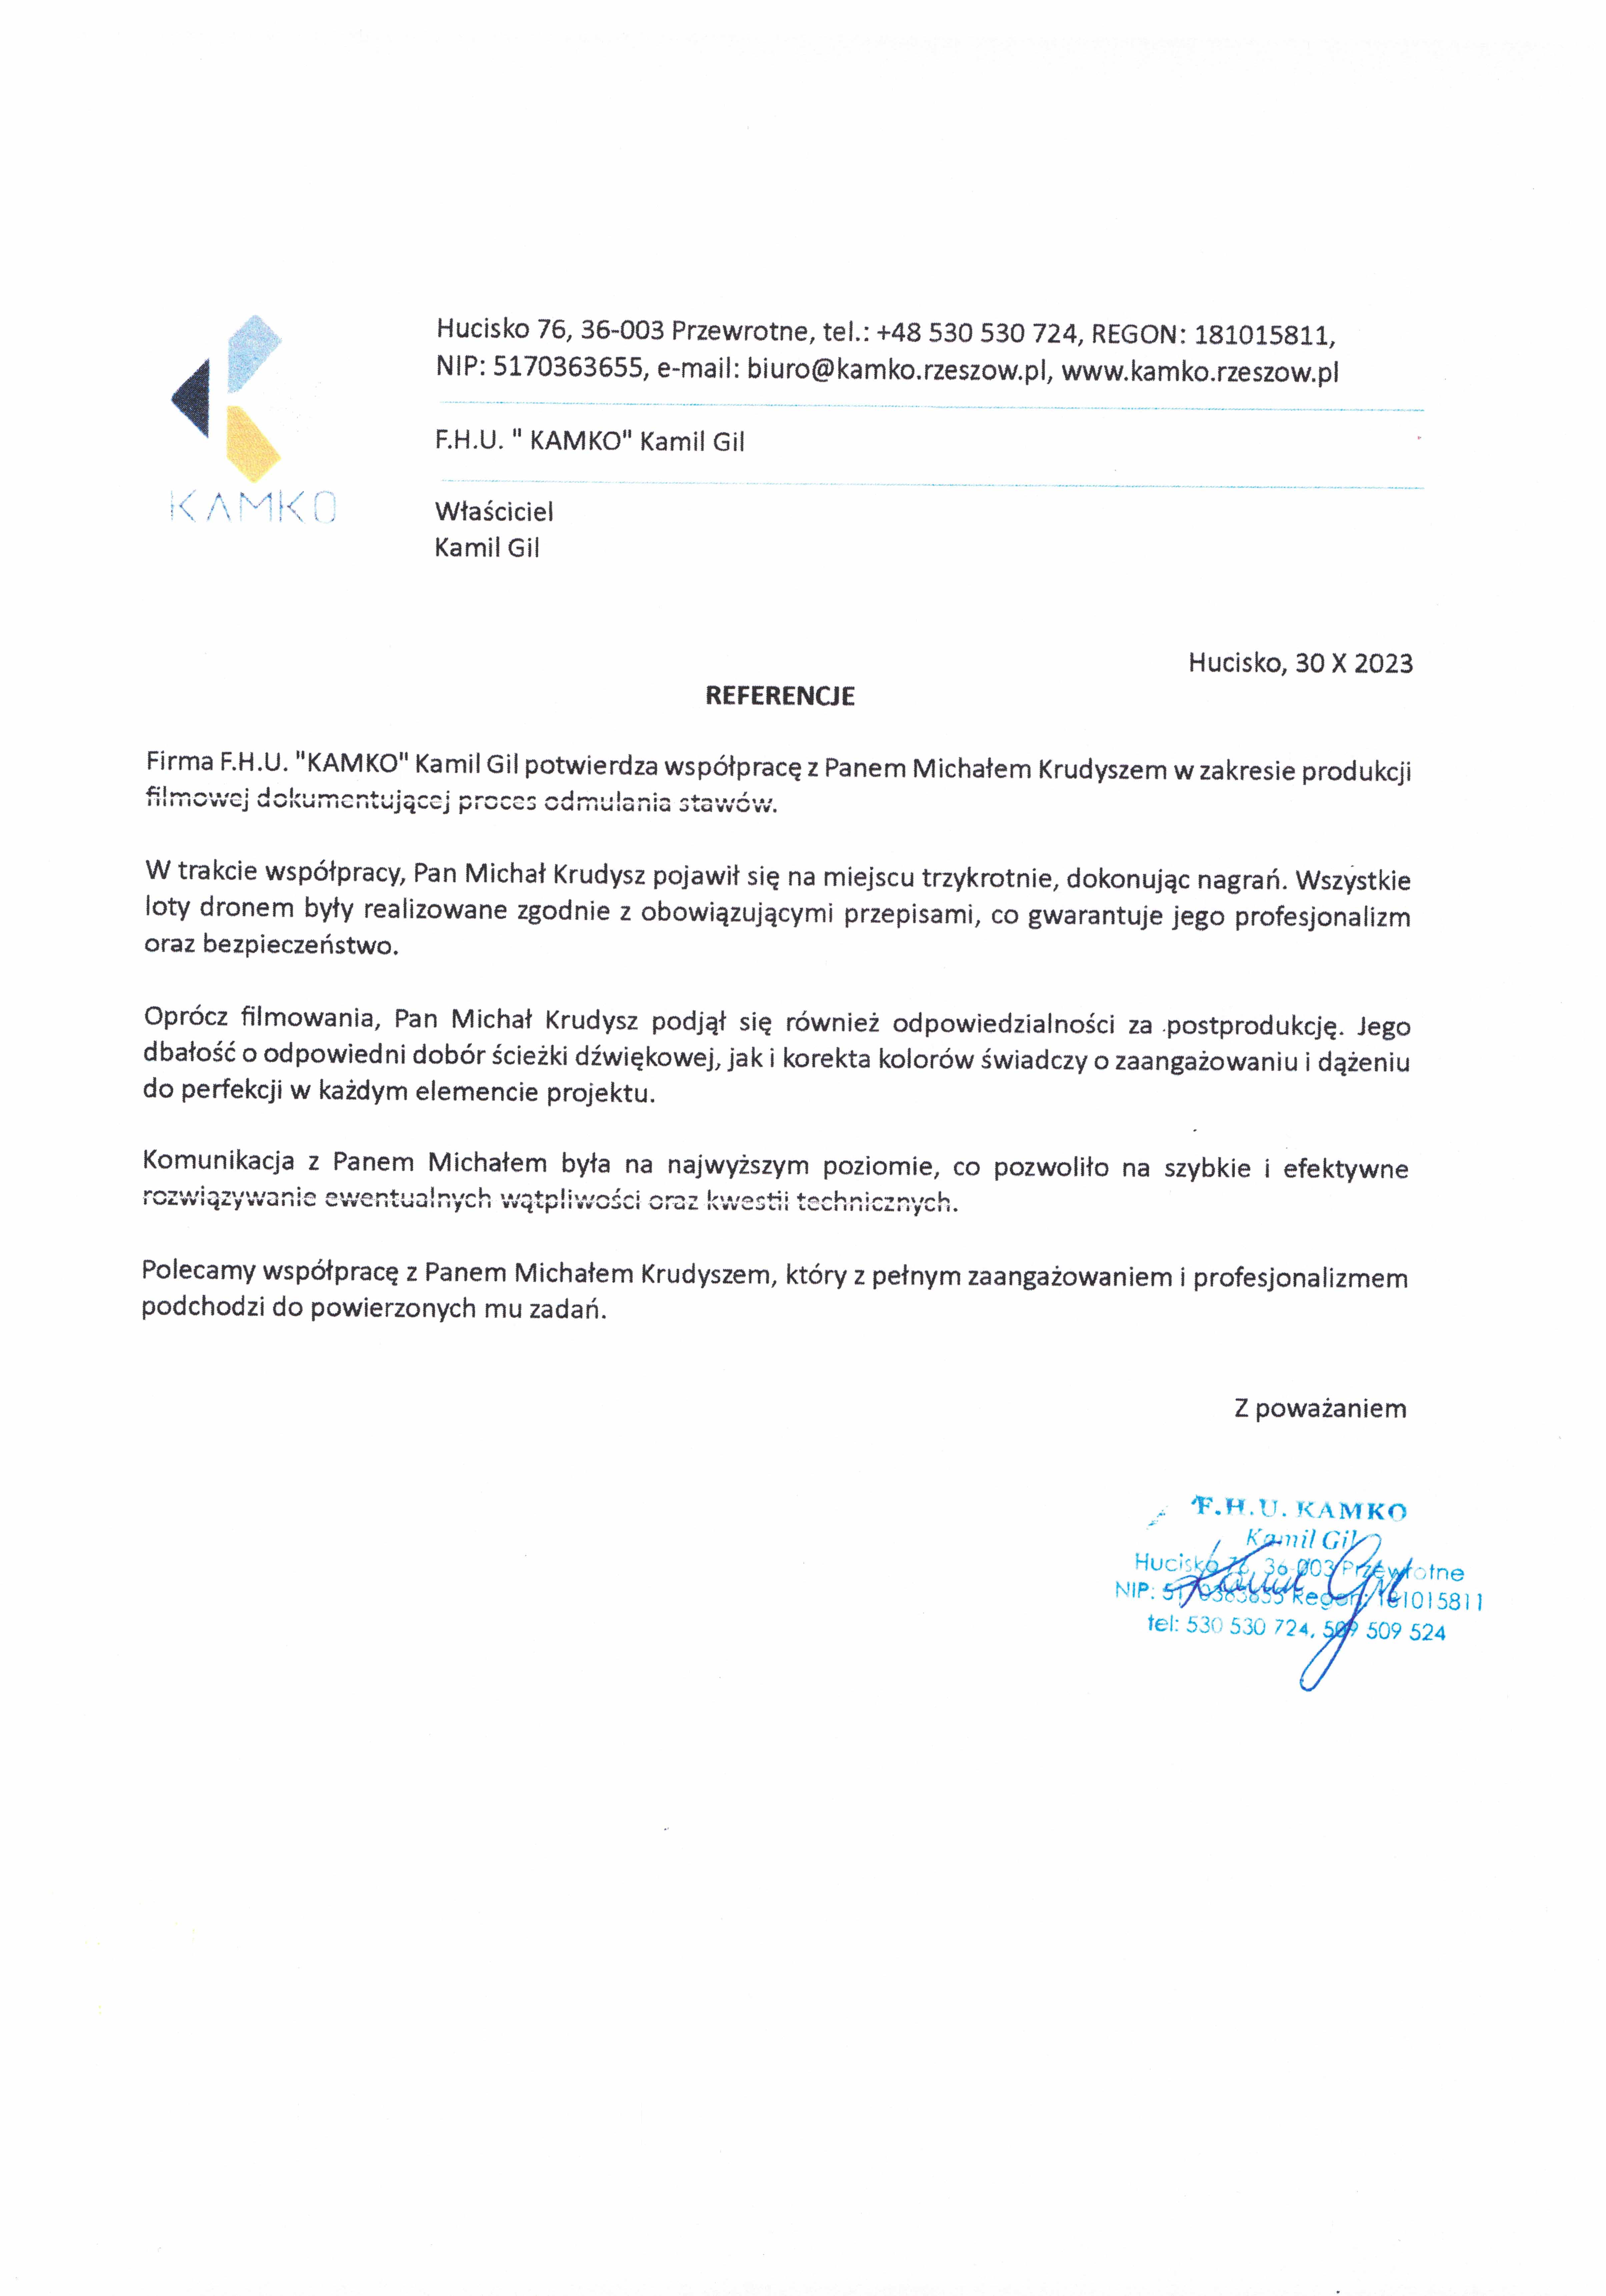 Hucisko 76, 36-003 Przewrotne, tel.: +48 530 530 724, REGON: 181015811,
NIP: 5170363655, e-mail: biuro@kamko.rzeszow.pl, www.kamko.rzeszow.pl
F.H.U. " KAMKO" Kamil Gil
KAMKO
Właściciel
Kamil Gil
Hucisko, 30 X 2023
REFERENCJE
Firma F.H.U. "KAMKO" Kamil Gil potwierdza współpracę z Panem Michałem Krudyszem w zakresie produkcji
filmowej dokumentującej proces odmulania stawów.
W trakcie współpracy, Pan Michał Krudysz pojawił się na miejscu trzykrotnie, dokonując nagrań. Wszystkie
loty dronem były realizowane zgodnie z obowiązującymi przepisami, co gwarantuje jego profesjonalizm
oraz bezpieczeństwo.
Oprócz filmowania, Pan Michał Krudysz podjął się również odpowiedzialności za postprodukcję. Jego
dbałość o odpowiedni dobór ścieżki dźwiękowej, jak i korekta kolorów świadczy o zaangażowaniu i dążeniu
do perfekcji w każdym elemencie projektu.
Komunikacja z Panem Michałem była na najwyższym poziomie, co pozwoliło na szybkie i efektywne
rozwiązywanie ewentualnych wątpliwości oraz kwestii technicznych.
Polecamy współpracę z Panem Michałem Krudyszem, który z pełnym zaangażowaniem i profesjonalizmem
podchodzi do powierzonych mu zadań.
Z poważaniem
F.H.U. KAMKO
Kamil Gil
Hucisko 76, 36-003 Przewrotne
NIP: Regon: 181015811
tel: 530 530 724, 509 509 524